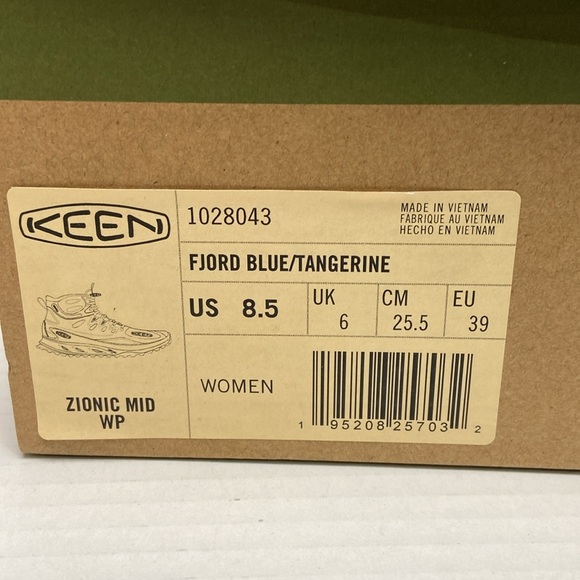 KEEN
1028043
MADE IN VIETNAM
FABRIQUE AU VIETNAM
HECHO EN VIETNAM
FJORD BLUE/TANGERINE
US 8.5
UK
6
CM
25.5
EU
39
ZIONIC MID
WP
WOMEN
1 95208 25703 2